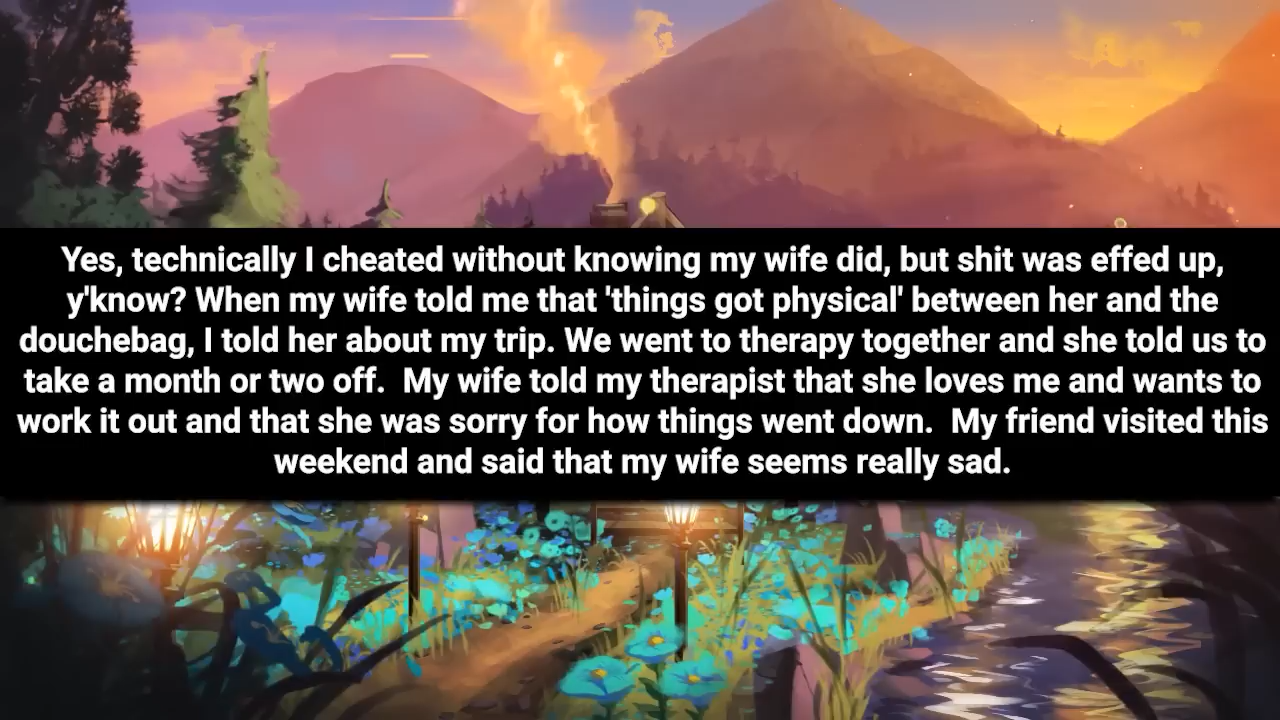 Yes, technically I cheated without knowing my wife did, but shit was effed up,
y'know? When my wife told me that 'things got physical' between her and the
douchebag, I told her about my trip. We went to therapy together and she told us to
take a month or two off.  My wife told my therapist that she loves me and wants to
work it out and that she was sorry for how things went down.  My friend visited this
weekend and said that my wife seems really sad.